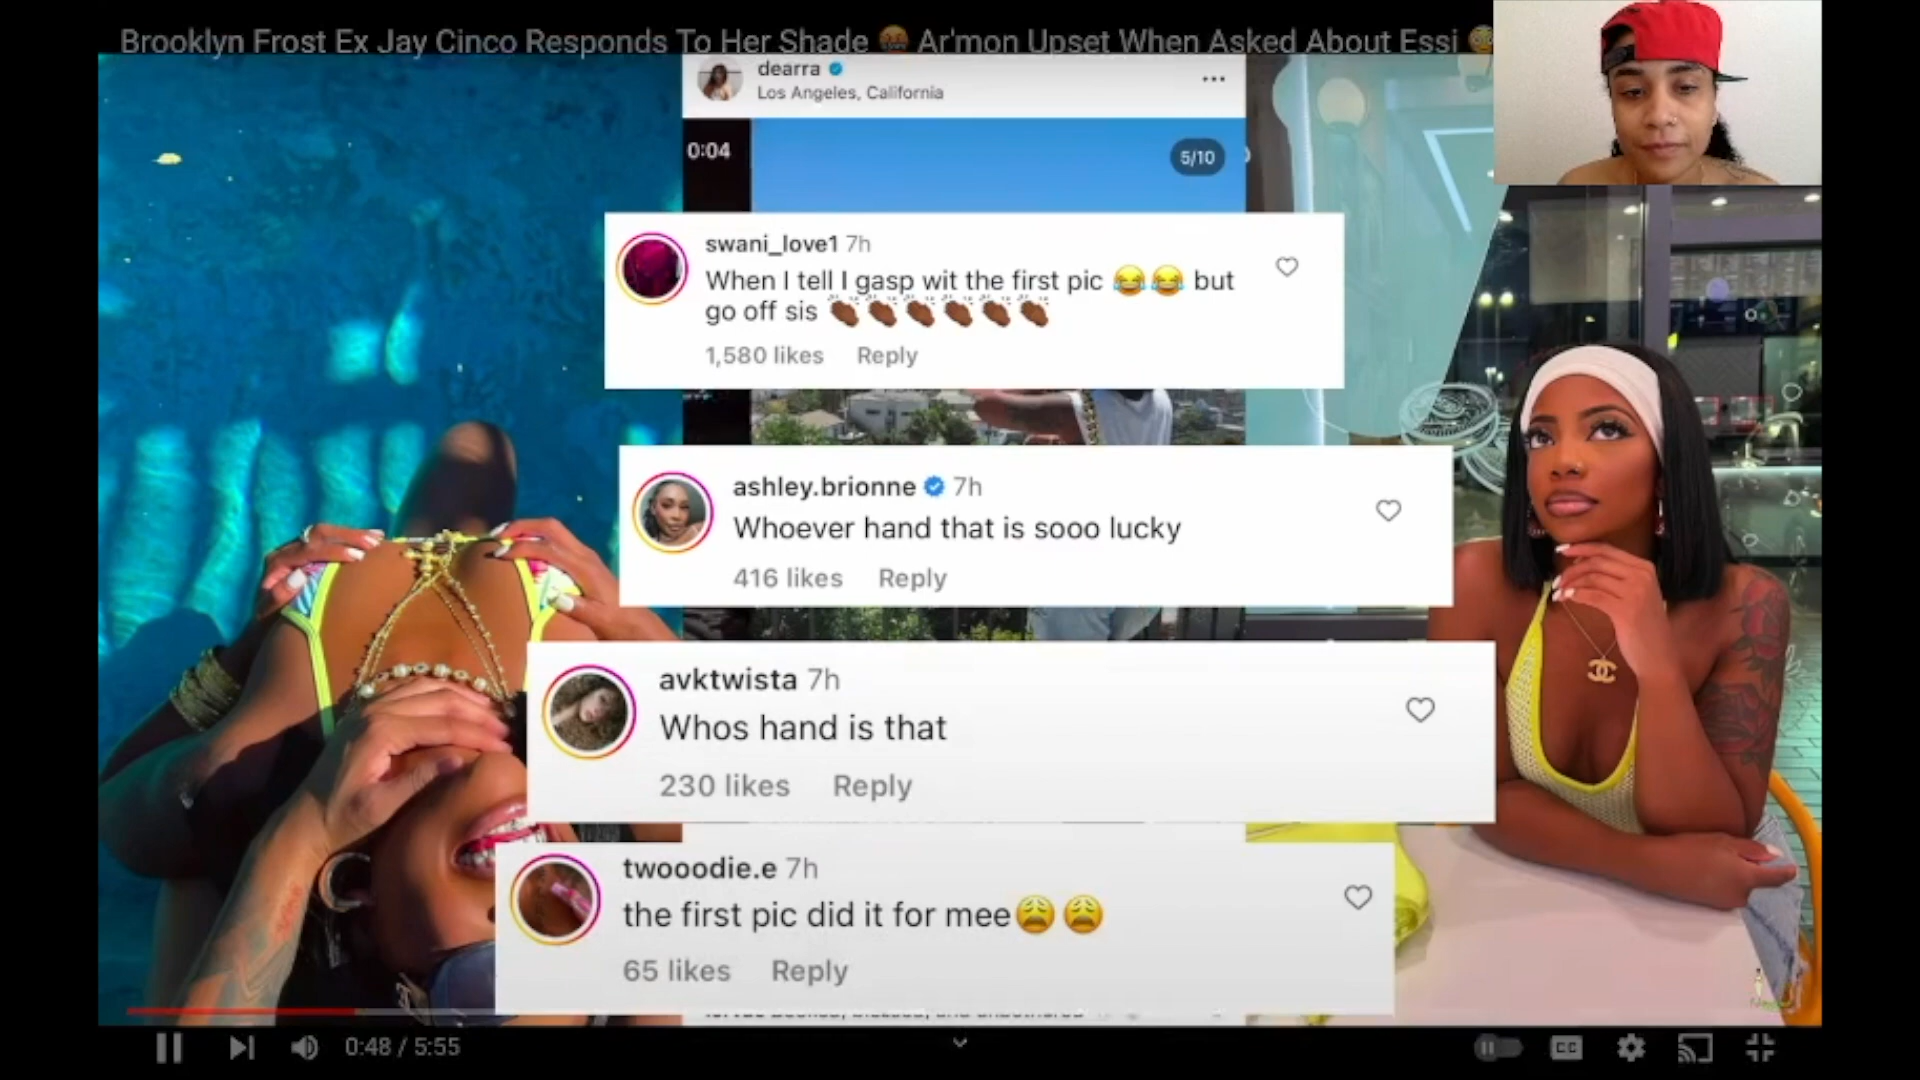 Brooklyn Frost Ex Jay Cinco Responds To Her Shade 🤬 Ar'mon Upset When Asked About Essi 😳
dearra
Los Angeles, California
0:04
5/10
swani_love1 7h
When I tell I gasp wit the first pic 😂😂 but
go off sis 👏🏾👏🏾👏🏾👏🏾👏🏾👏🏾
1,580 likes Reply
ashley.brionne 7h
Whoever hand that is sooo lucky
416 likes Reply
avktwista 7h
Whos hand is that
230 likes Reply
twooodie.e 7h
the first pic did it for mee😩😩
65 likes Reply
0:48 / 5:55
CC